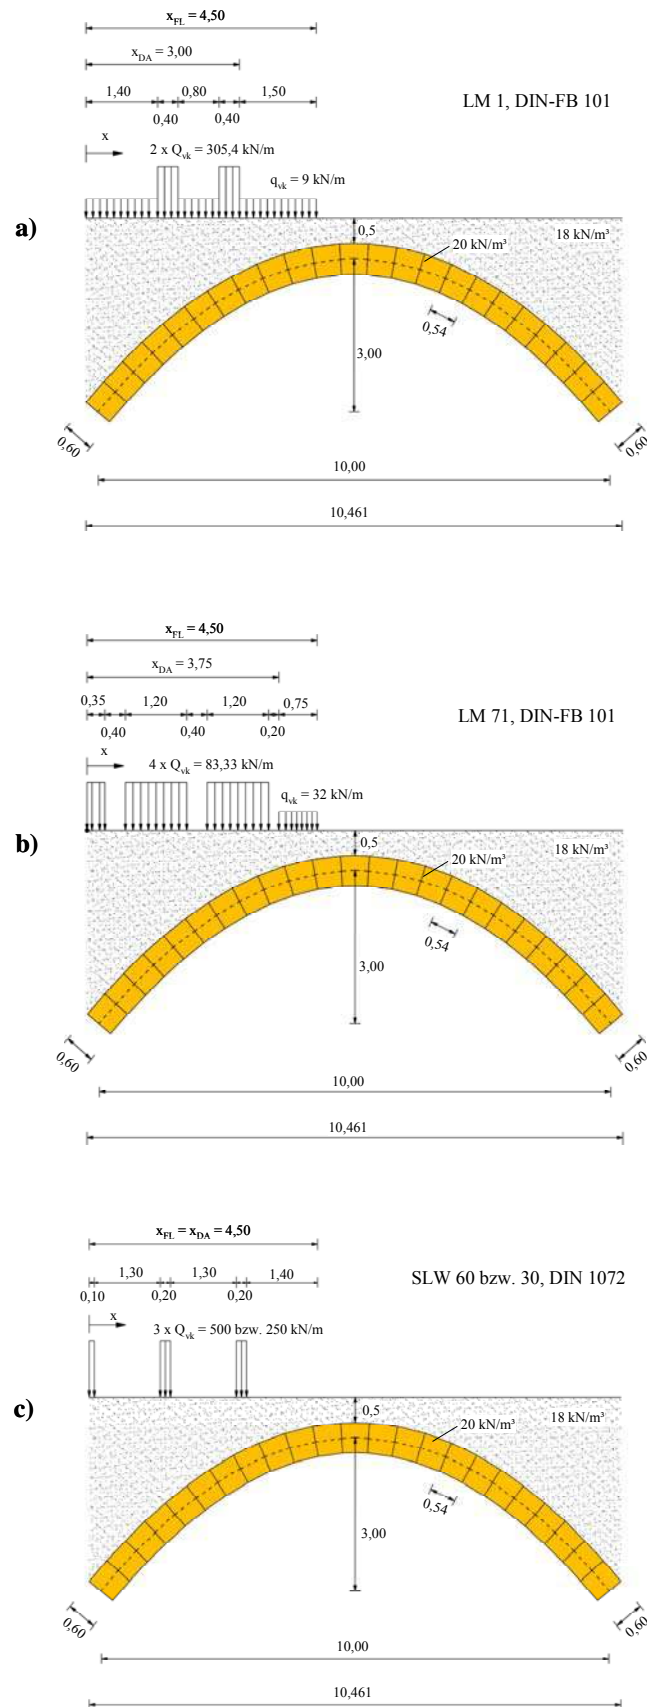 x_FL = 4,50
x_DA = 3,00
1,40 0,80 1,50
0,40 0,40
LM 1, DIN-FB 101
x
2 x Q_vk = 305,4 kN/m
q_vk = 9 kN/m
a)
0,5
20 kN/m³
18 kN/m³
0,54
3,00
0,60
0,60
10,00
10,461
x_FL = 4,50
x_DA = 3,75
LM 71, DIN-FB 101
0,35 1,20 1,20 0,75
0,40 0,40 0,20
x
4 x Q_vk = 83,33 kN/m
q_vk = 32 kN/m
b)
0,5
20 kN/m³
18 kN/m³
0,54
3,00
0,60
0,60
10,00
10,461
x_FL = x_DA = 4,50
1,30 1,30 1,40
SLW 60 bzw. 30, DIN 1072
0,10 0,20 0,20
x
3 x Q_vk = 500 bzw. 250 kN/m
c)
0,5
20 kN/m³
18 kN/m³
0,54
3,00
0,60
0,60
10,00
10,461